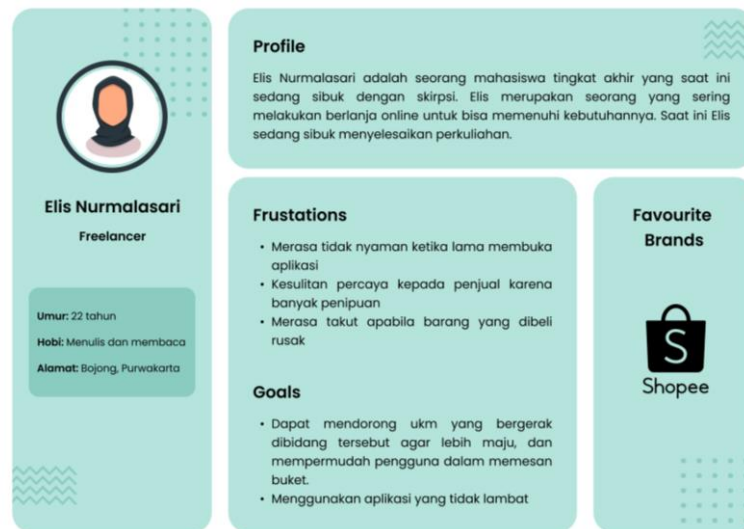 Elis Nurmalasari
Freelancer
Umur: 22 tahun
Hobi: Menulis dan membaca
Alamat: Bojong, Purwakarta
Profile
Elis Nurmalasari adalah seorang mahasiswa tingkat akhir yang saat ini
sedang sibuk dengan skirpsi. Elis merupakan seorang yang sering
melakukan berlanja online untuk bisa memenuhi kebutuhannya. Saat ini Elis
sedang sibuk menyelesaikan perkuliahan.
Frustations
• Merasa tidak nyaman ketika lama membuka
aplikasi
• Kesulitan percaya kepada penjual karena
banyak penipuan
• Merasa takut apabila barang yang dibeli
rusak
Goals
• Dapat mendorong ukm yang bergerak
dibidang tersebut agar lebih maju, dan
mempermudah pengguna dalam memesan
buket.
• Menggunakan aplikasi yang tidak lambat
Favourite
Brands
S
Shopee